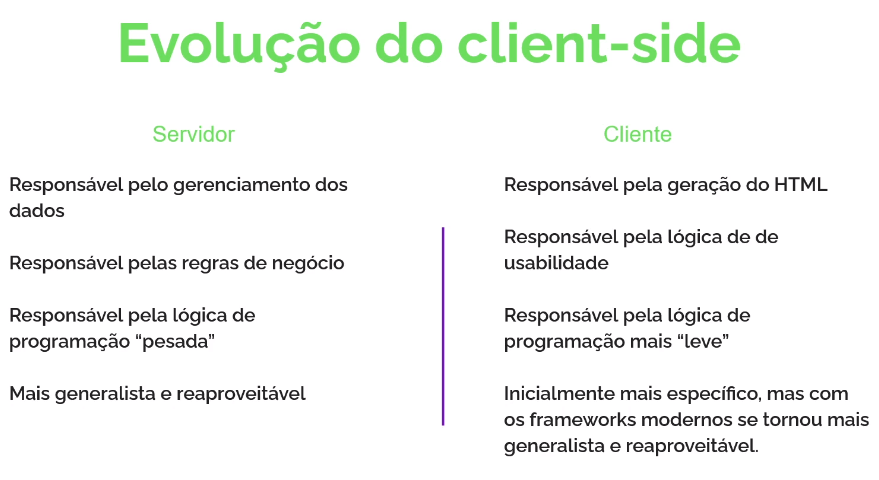 Evolução do client-side
Servidor
Responsável pelo gerenciamento dos
dados
Responsável pelas regras de negócio
Responsável pela lógica de
programação “pesada”
Mais generalista e reaproveitável
Cliente
Responsável pela geração do HTML
Responsável pela lógica de de
usabilidade
Responsável pela lógica de
programação mais “leve”
Inicialmente mais específico, mas com
os frameworks modernos se tornou mais
generalista e reaproveitável.